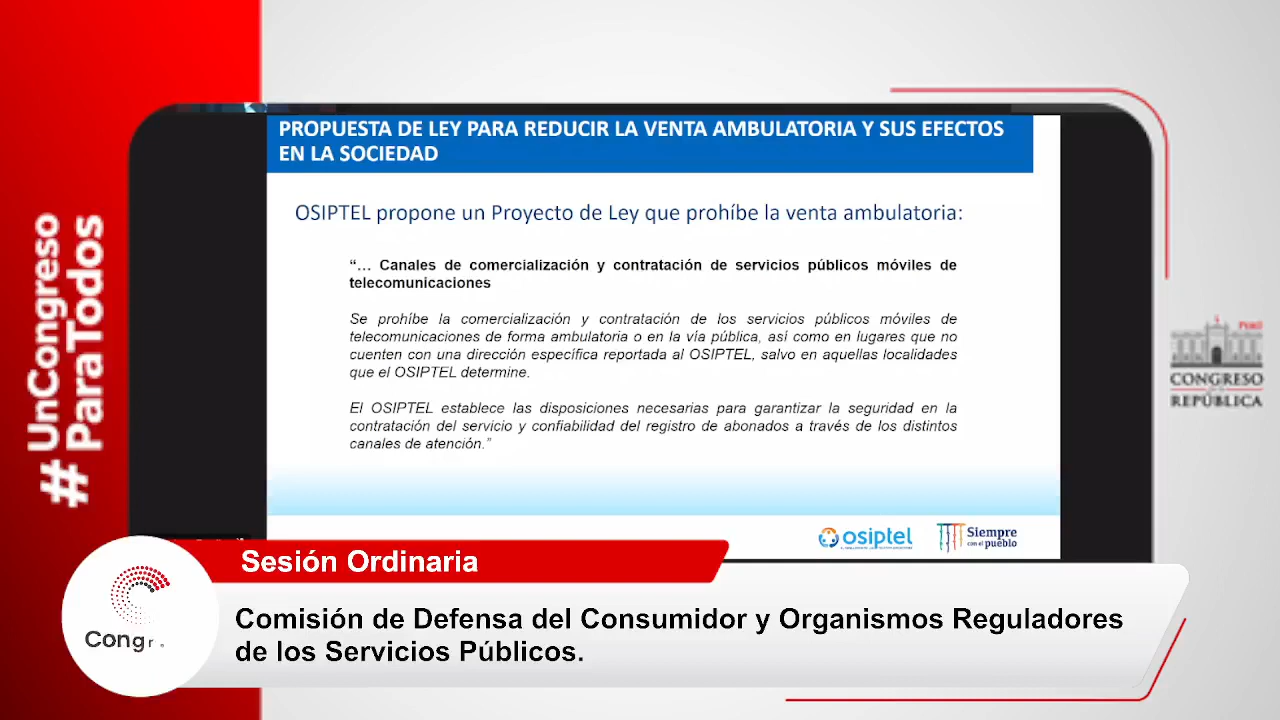 #UnCongreso
ParaTodos
PROPUESTA DE LEY PARA REDUCIR LA VENTA AMBULATORIA Y SUS EFECTOS
EN LA SOCIEDAD
OSIPTEL propone un Proyecto de Ley que prohíbe la venta ambulatoria:
“… Canales de comercialización y contratación de servicios públicos móviles de
telecomunicaciones
Se prohíbe la comercialización y contratación de los servicios públicos móviles de
telecomunicaciones de forma ambulatoria o en la vía pública, así como en lugares que no
cuenten con una dirección específica reportada al OSIPTEL, salvo en aquellas localidades
que el OSIPTEL determine.
El OSIPTEL establece las disposiciones necesarias para garantizar la seguridad en la
contratación del servicio y confiabilidad del registro de abonados a través de los distintos
canales de atención.”
osiptel
Siempre
con el pueblo
PERÚ
CONGRESO
REPÚBLICA
Sesión Ordinaria
Congr
Comisión de Defensa del Consumidor y Organismos Reguladores
de los Servicios Públicos.